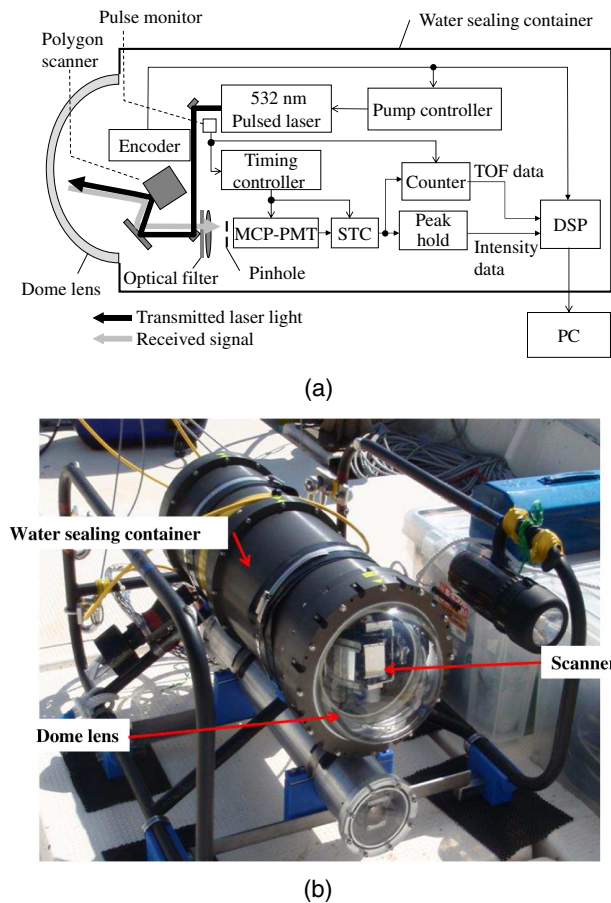 Pulse monitor
Polygon
scanner
Water sealing container
532 nm
Pulsed laser
Pump controller
Encoder
Timing
controller
Counter
TOF data
MCP-PMT
STC
Peak
hold
DSP
Intensity
data
Optical filter
Pinhole
Dome lens
Transmitted laser light
Received signal
PC
(a)
Water sealing container
Scanner
Dome lens
(b)